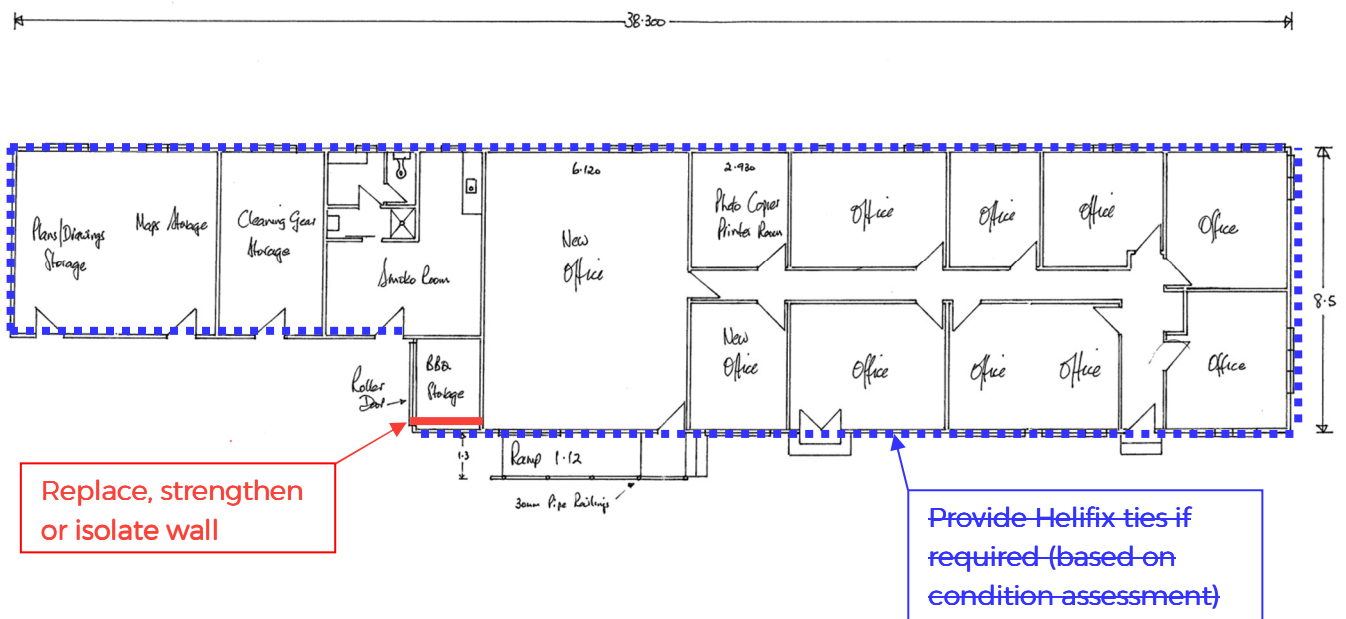 38.300
6.120
2.930
Plans/Drawings
Storage
Maps Storage
Cleaning Gear
Storage
Smoko Room
New
Office
Photo Copier
Printer Room
Office
Office
Office
Office
8.5
New
Office
Office
Office
Office
Office
BBQ
Storage
Roller
Door
1.3
Ramp 1.12
30mm Pipe Railings
Replace, strengthen
or isolate wall
Provide Helifix ties if
required (based on
condition assessment)